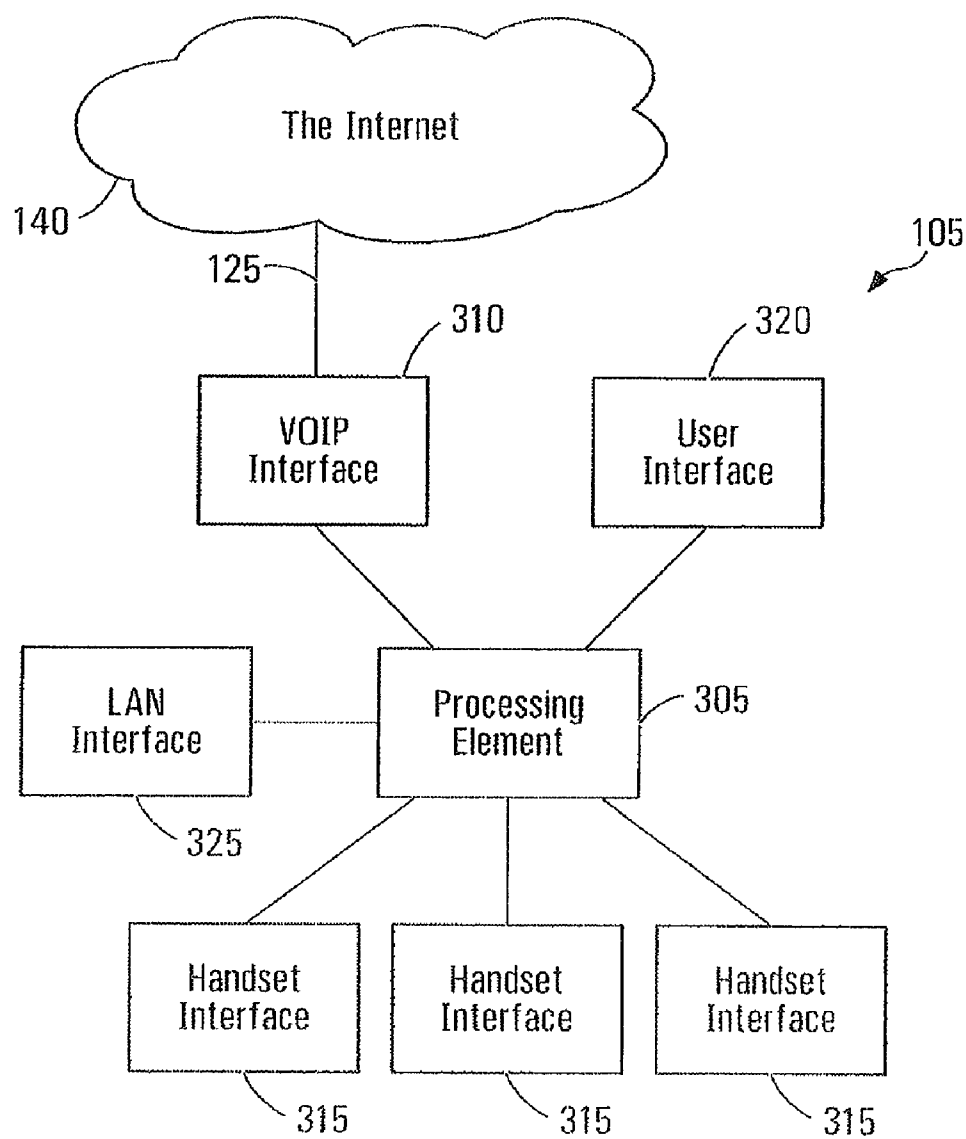 The Internet
140
105
125
310
320
VOIP
Interface
User
Interface
LAN
Interface
Processing
Element
305
325
Handset
Interface
Handset
Interface
Handset
Interface
315
315
315